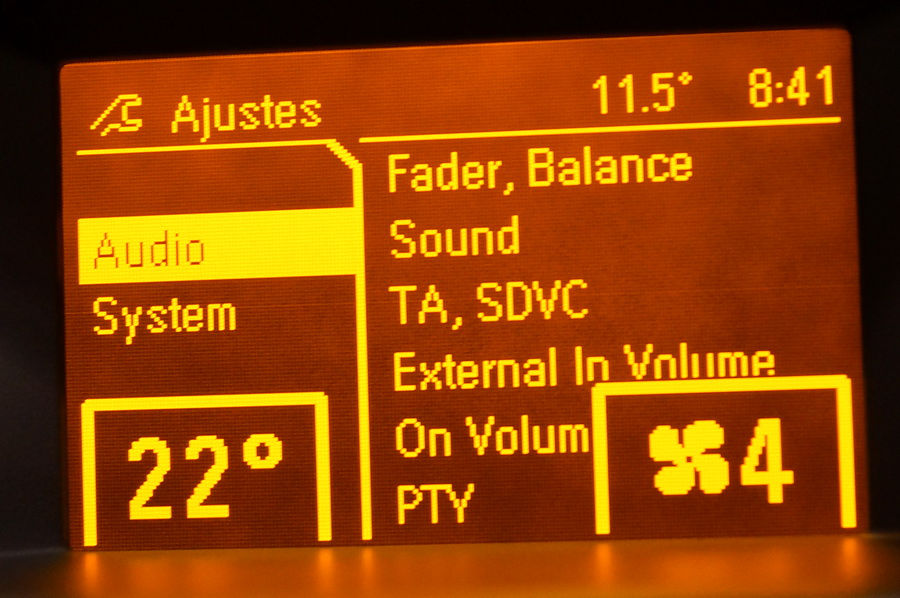 Ajustes 11.5° 8:41
Audio
System
22°
Fader, Balance
Sound
TA, SDVC
External In Volume
On Volum
PTY
4